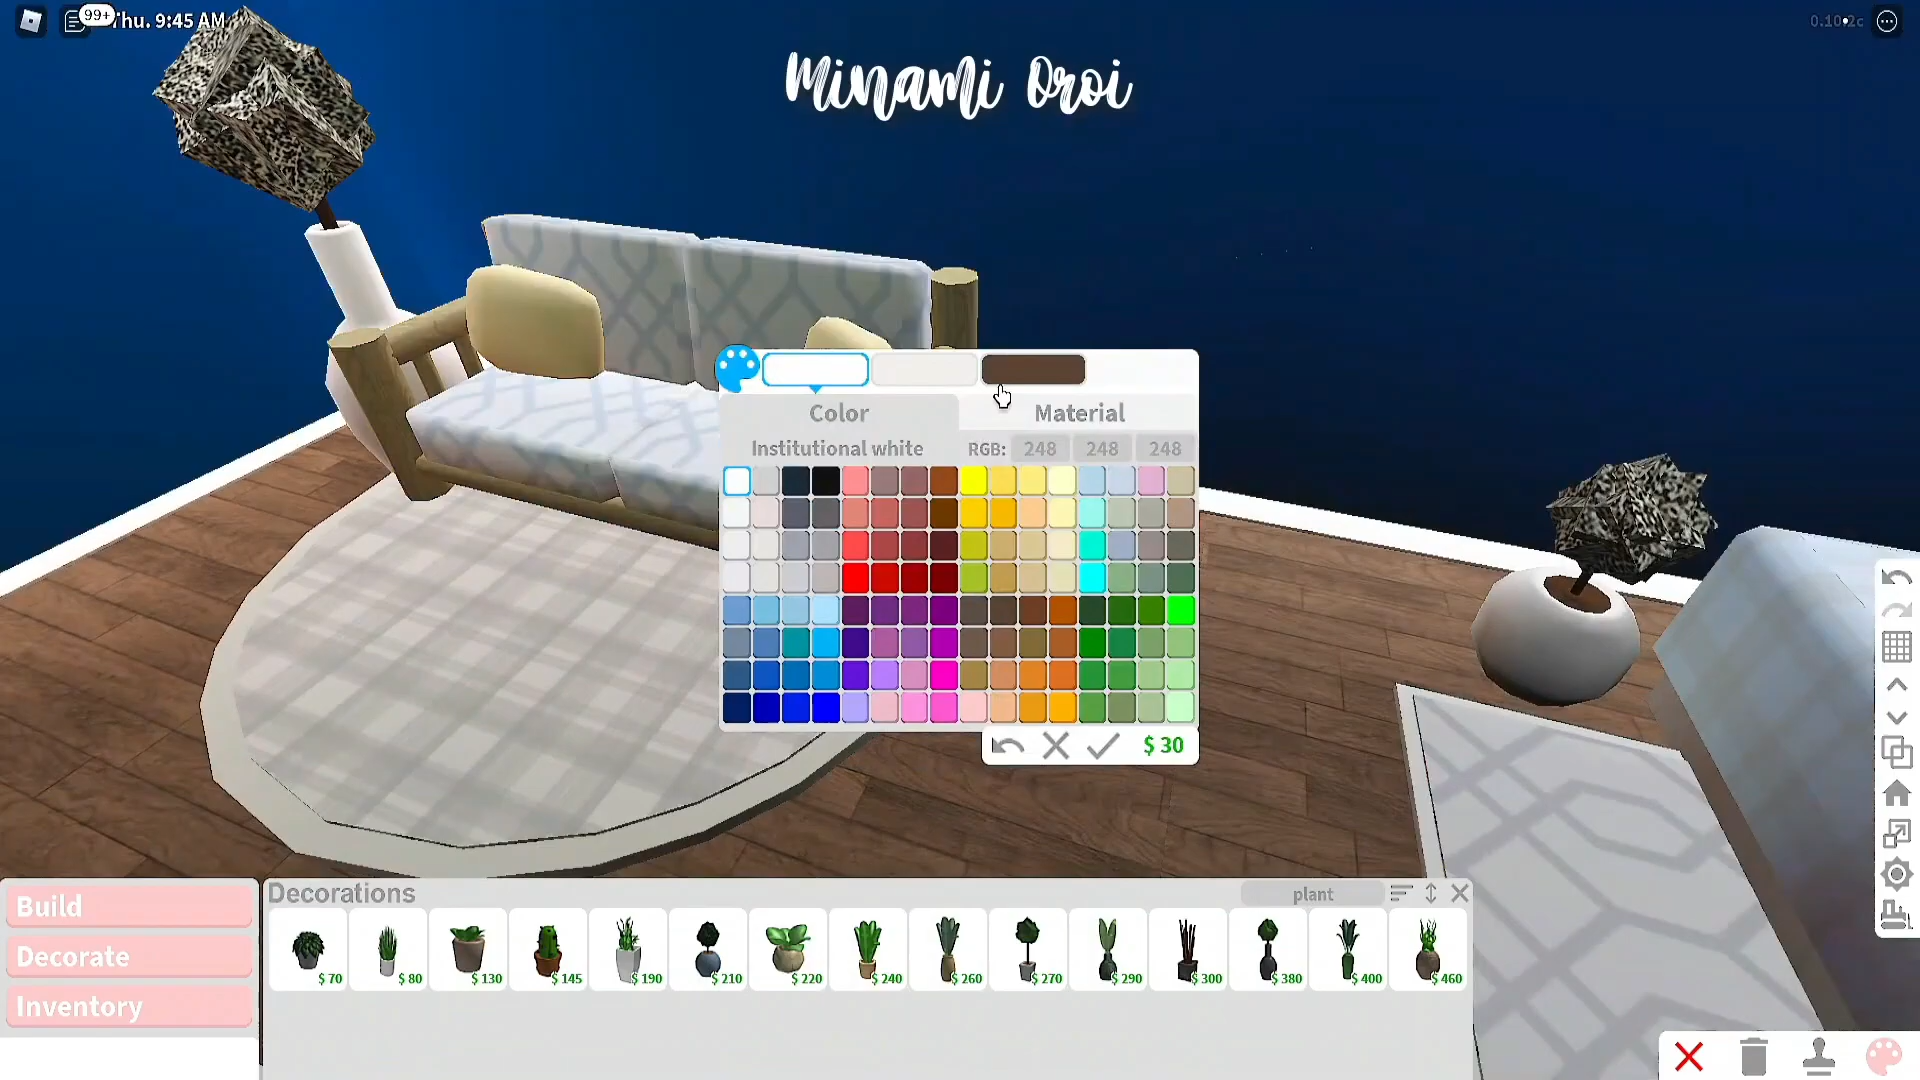 99+
Thu. 9:45 AM
Minami Oroi
Color
Material
Institutional white
RGB: 248 248 248
$ 30
Build
Decorate
Inventory
Decorations
plant
$ 70
$ 80
$ 130
$ 145
$ 190
$ 210
$ 220
$ 240
$ 260
$ 270
$ 290
$ 300
$ 380
$ 400
$ 460